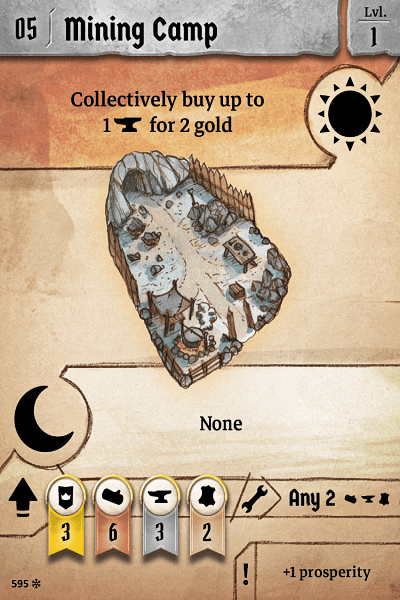 05 Mining Camp
Lvl.
1
Collectively buy up to
1 for 2 gold
None
3 6 3 2
Any 2
! +1 prosperity
595